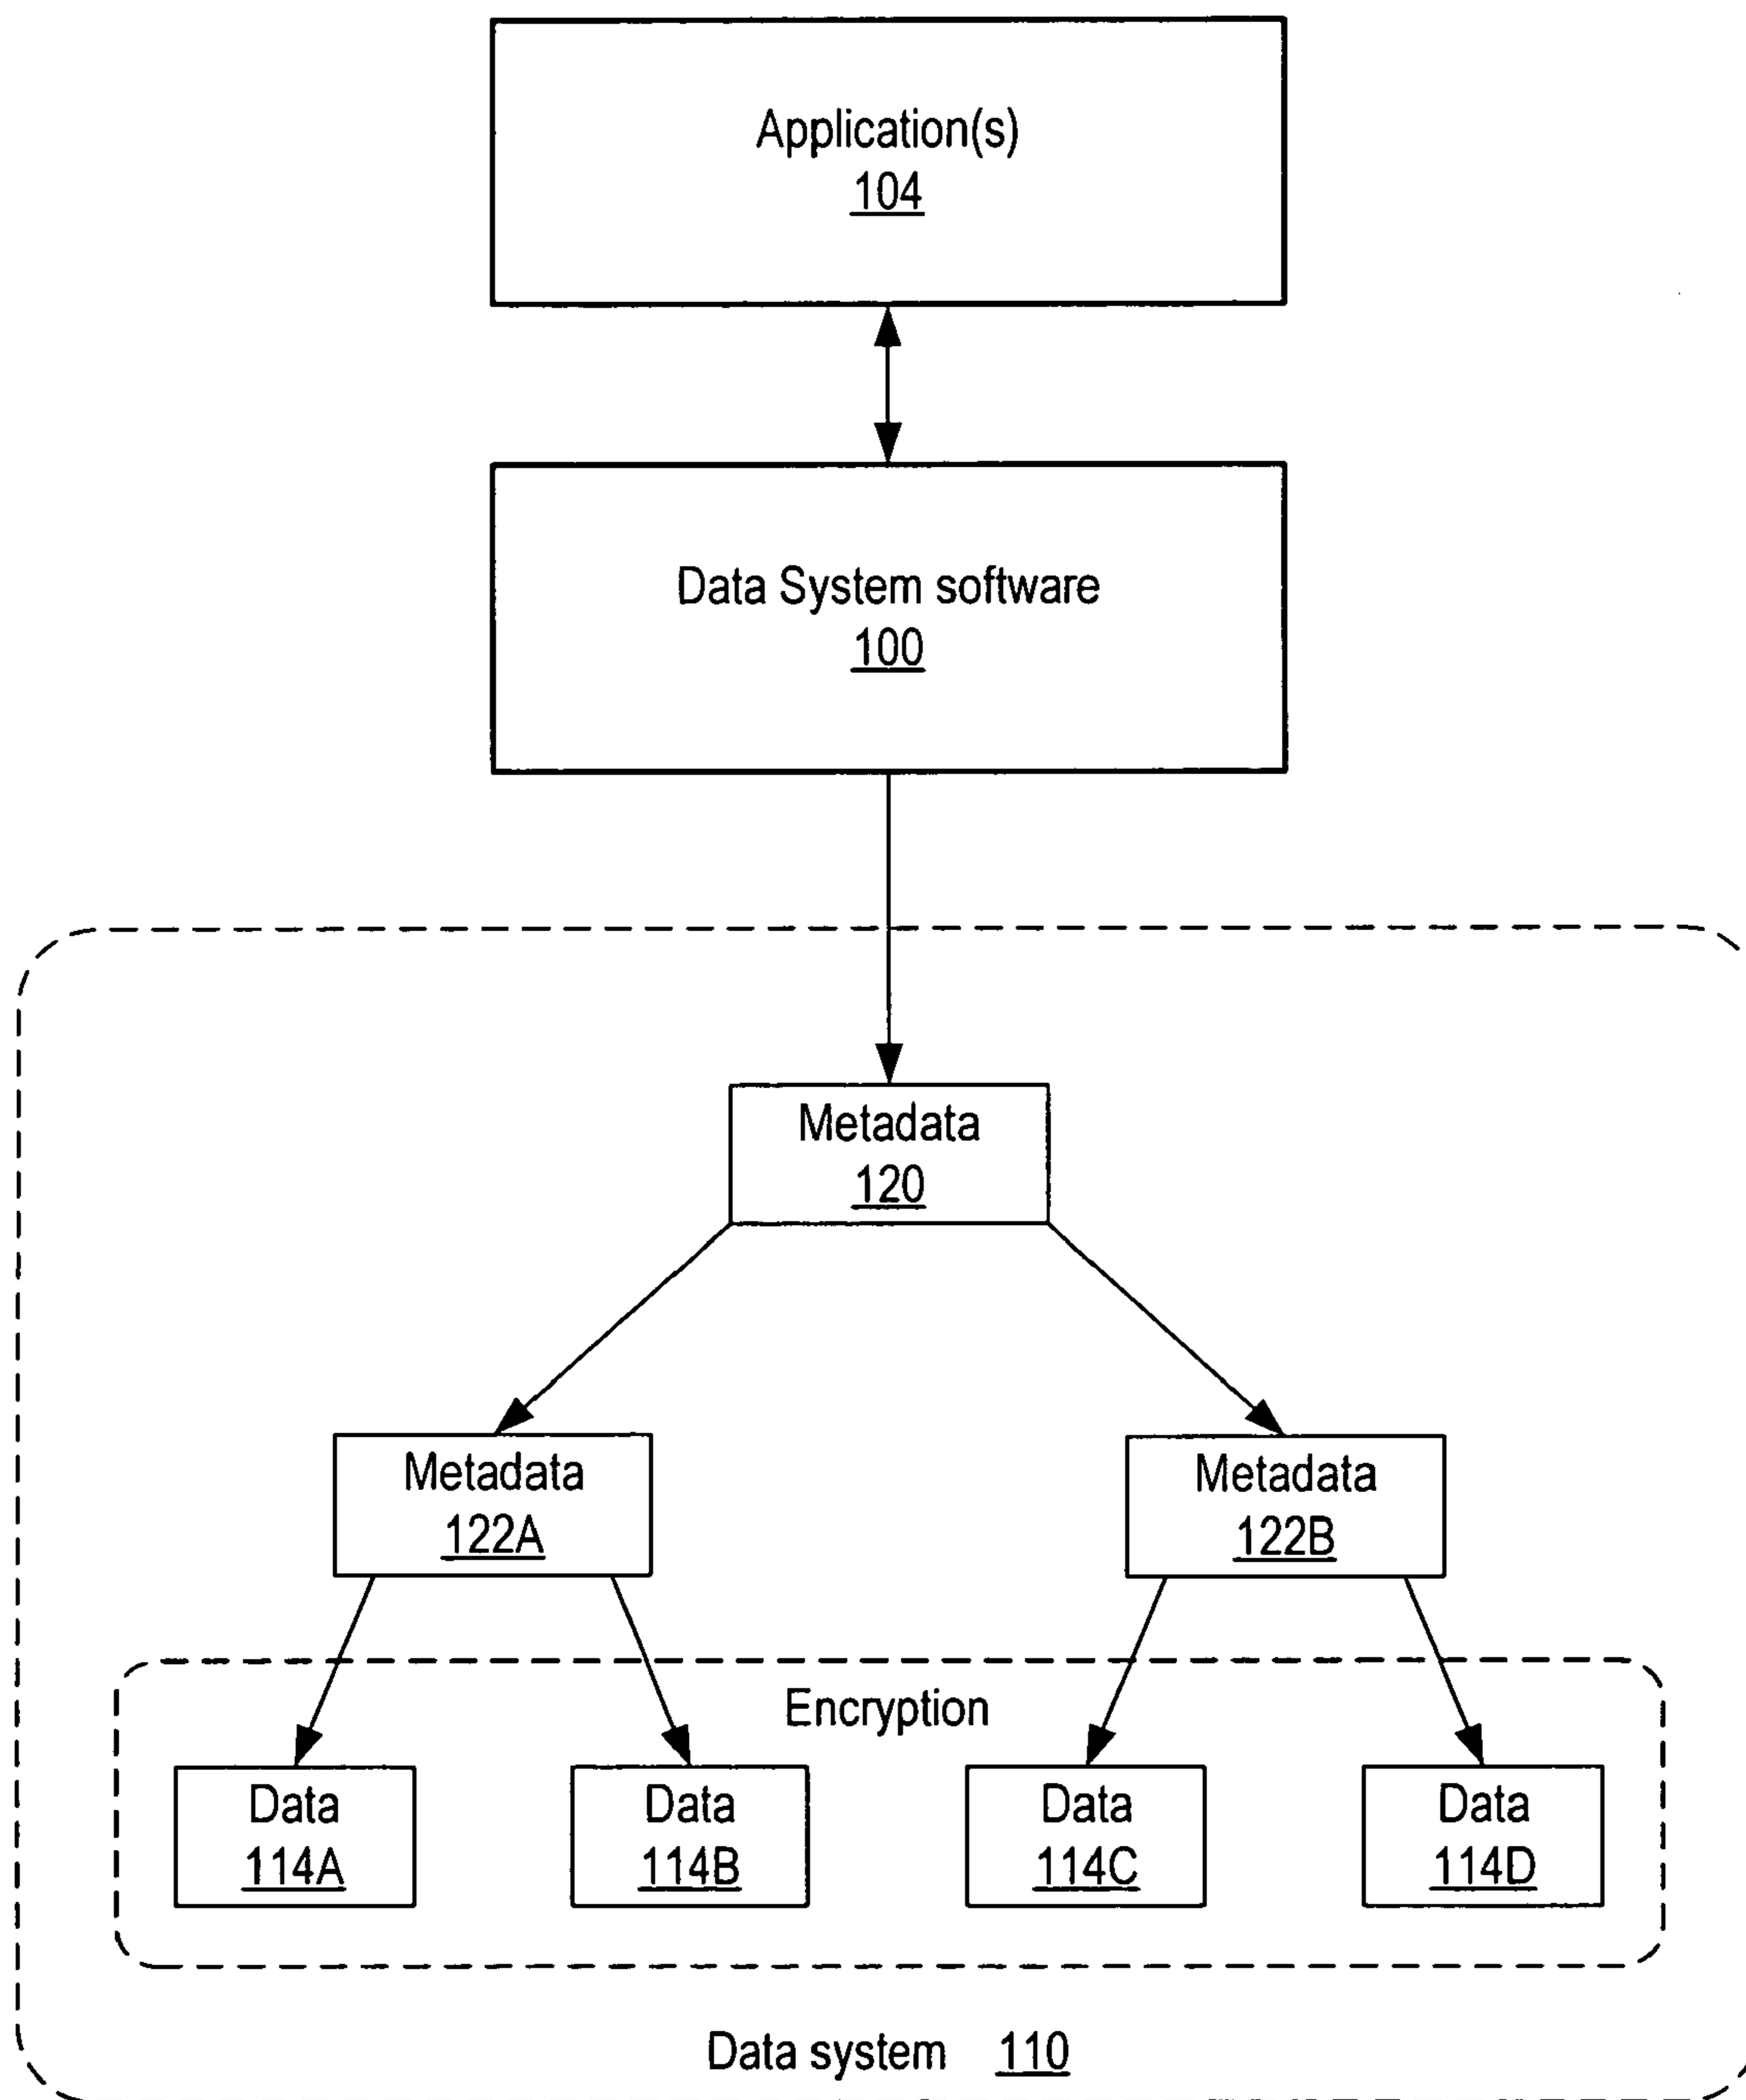 Application(s)
104
Data System software
100
Metadata
120
Metadata
122A
Metadata
122B
Encryption
Data
114A
Data
114B
Data
114C
Data
114D
Data system 110